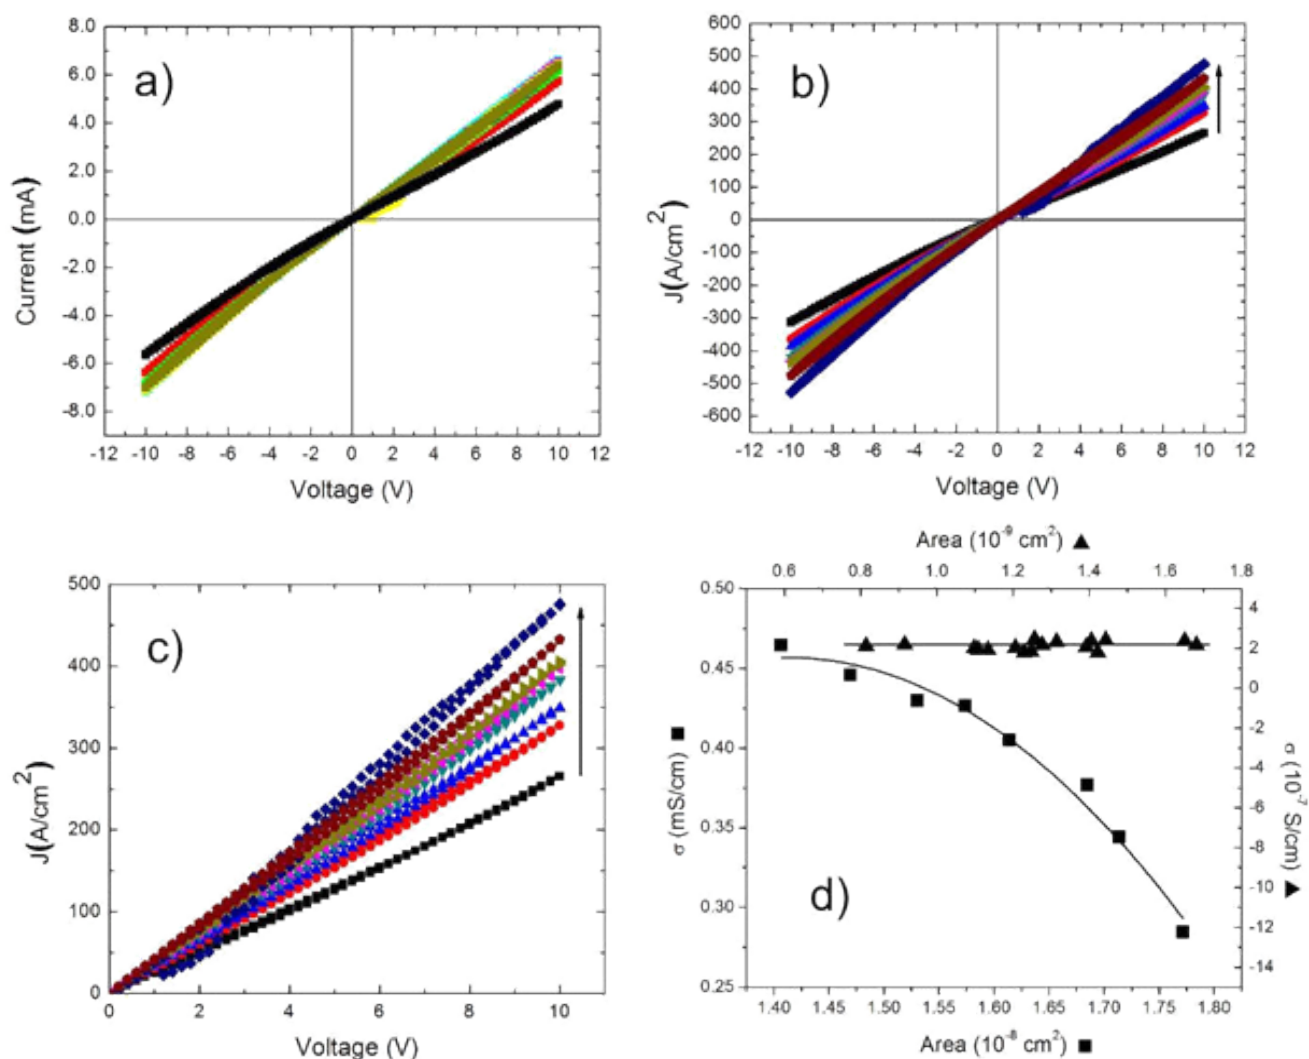 a)
8.0
6.0
4.0
2.0
0.0
-2.0
-4.0
-6.0
-8.0
Current (mA)
-12 -10 -8 -6 -4 -2 0 2 4 6 8 10 12
Voltage (V)
b)
600
500
400
300
200
100
0
-100
-200
-300
-400
-500
-600
J(A/cm²)
-12 -10 -8 -6 -4 -2 0 2 4 6 8 10 12
Voltage (V)
c)
500
400
300
200
100
0
J(A/cm²)
0 2 4 6 8 10
Voltage (V)
Area (10⁻⁹ cm²) ▲
0.6 0.8 1.0 1.2 1.4 1.6 1.8
0.50
0.45
0.40
0.35
0.30
0.25
σ (mS/cm) ■
d)
4
2
0
-2
-4
-6
-8
-10
-12
-14
σ (10⁻⁷ S/cm) ▲
1.40 1.45 1.50 1.55 1.60 1.65 1.70 1.75 1.80
Area (10⁻⁸ cm²) ■